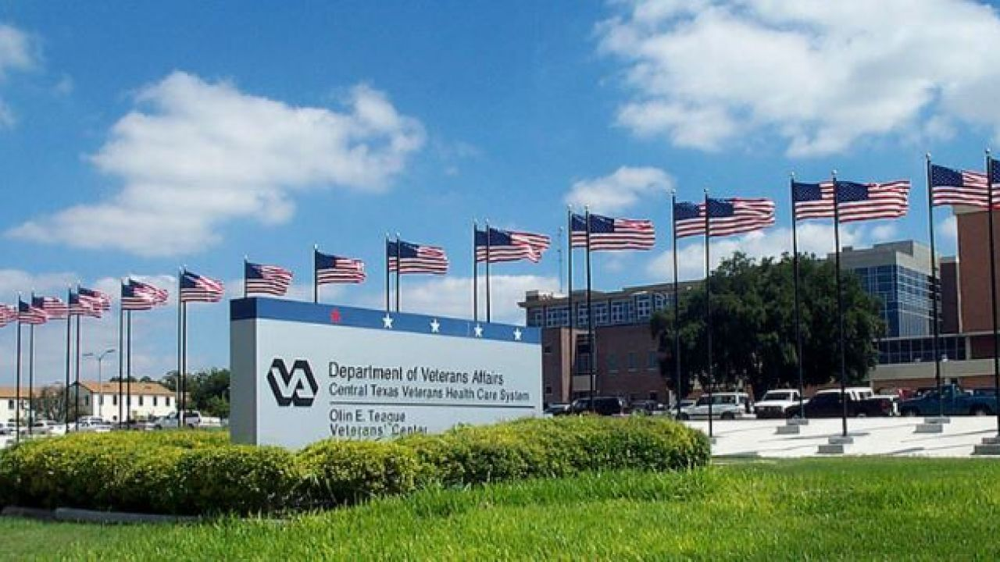 VA
Department of Veterans Affairs
Central Texas Veterans Health Care System
Olin E. Teague
Veterans' Center